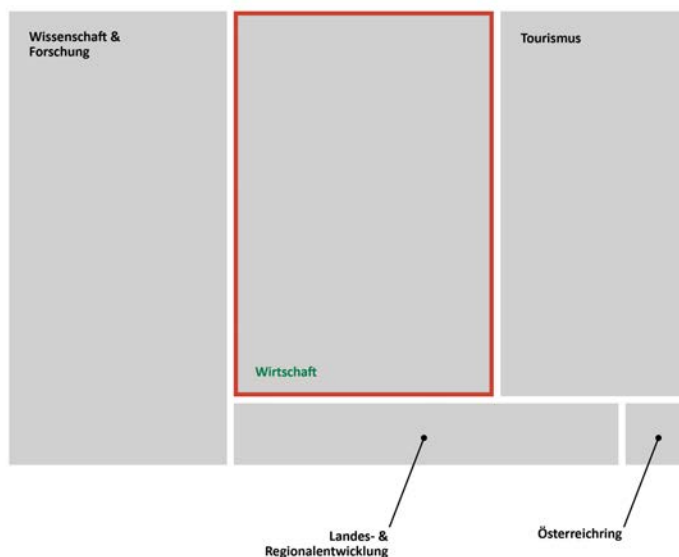 Wissenschaft &
Forschung
Tourismus
Wirtschaft
Landes- &
Regionalentwicklung
Österreichring